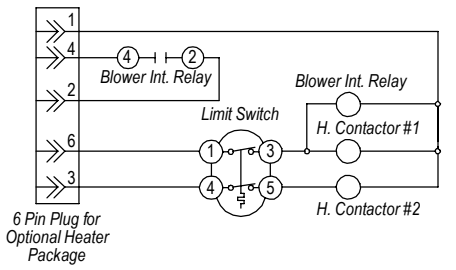 1
4
4
2
Blower Int. Relay
2
Blower Int. Relay
Limit Switch
H. Contactor #1
6
1
3
3
4
5
H. Contactor #2
6 Pin Plug for
Optional Heater
Package